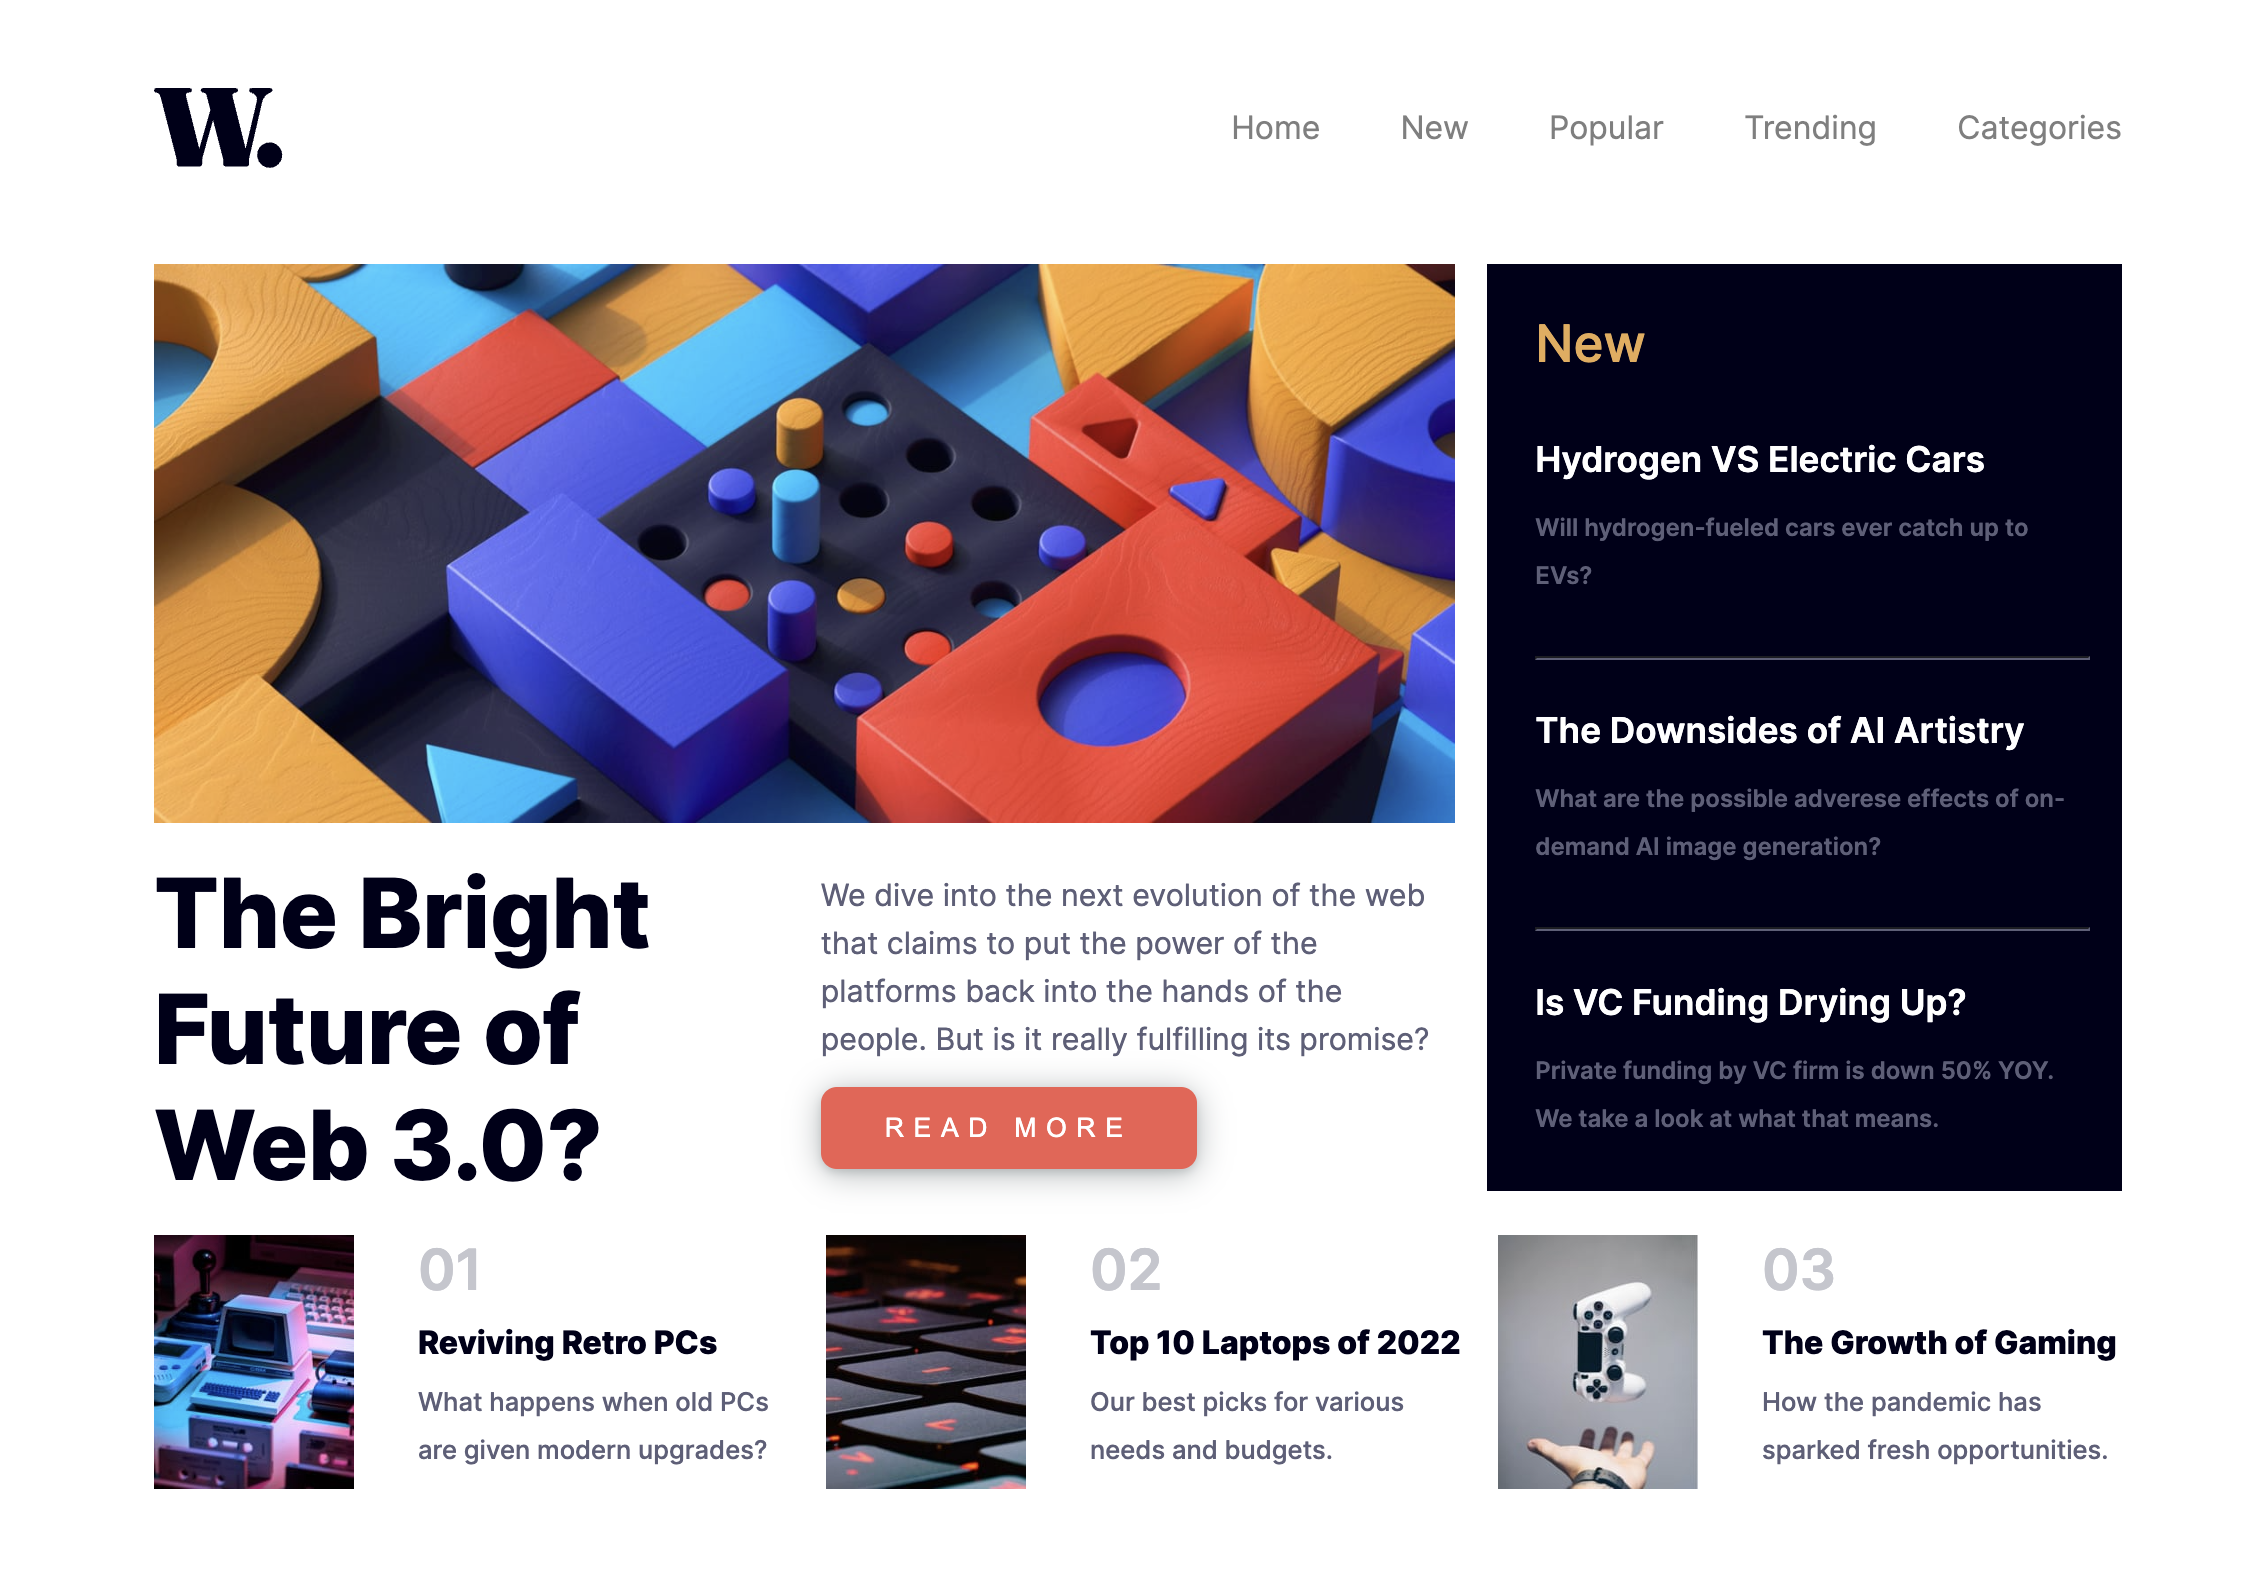 W.
Home New Popular Trending Categories
The Bright
Future of
Web 3.0?
We dive into the next evolution of the web
that claims to put the power of the
platforms back into the hands of the
people. But is it really fulfilling its promise?
READ MORE
New
Hydrogen VS Electric Cars
Will hydrogen-fueled cars ever catch up to
EVs?
The Downsides of AI Artistry
What are the possible adverese effects of on-
demand AI image generation?
Is VC Funding Drying Up?
Private funding by VC firm is down 50% YOY.
We take a look at what that means.
01
Reviving Retro PCs
What happens when old PCs
are given modern upgrades?
02
Top 10 Laptops of 2022
Our best picks for various
needs and budgets.
03
The Growth of Gaming
How the pandemic has
sparked fresh opportunities.